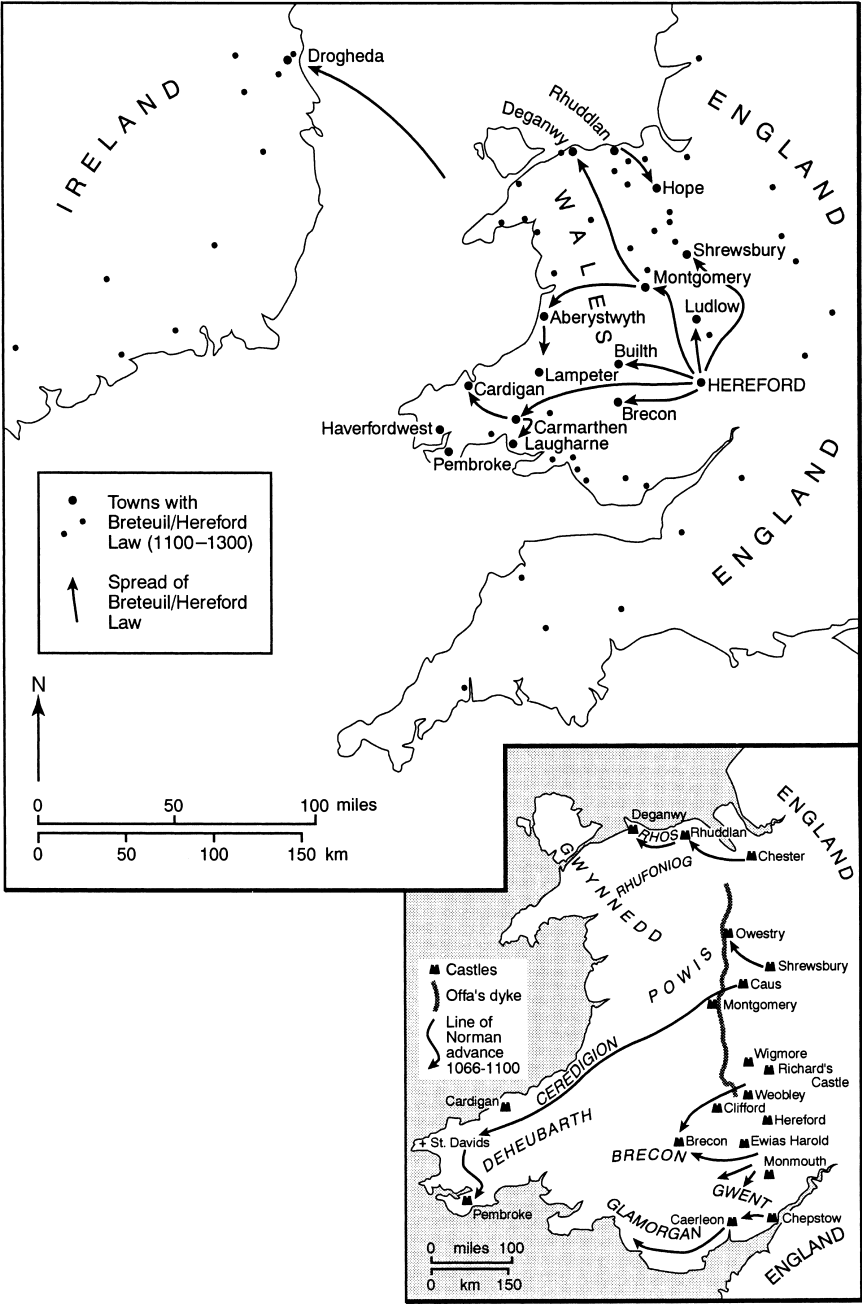 Drogheda
IRELAND
ENGLAND
Rhuddlan
Deganwy
Hope
WALES
Shrewsbury
Montgomery
Ludlow
Aberystwyth
Builth
Lampeter
HEREFORD
Cardigan
Brecon
Carmarthen
Haverfordwest
Laugharne
Pembroke
ENGLAND
Towns with
Breteuil/Hereford
Law (1100–1300)
Spread of
Breteuil/Hereford
Law
N
0 50 100 miles
0 50 100 150 km
Deganwy
ENGLAND
RHOS
Rhuddlan
Chester
RHUFONIOG
GWYNNEDD
Owestry
POWIS
Shrewsbury
Caus
Montgomery
Castles
Offa's dyke
Line of
Norman
advance
1066-1100
Wigmore
Richard's
Castle
CEREDIGION
Weobley
Cardigan
Clifford
Hereford
+ St. Davids
DEHEUBARTH
Brecon
Ewias Harold
BRECON
Monmouth
GWENT
Pembroke
GLAMORGAN
Caerleon
Chepstow
ENGLAND
0 miles 100
0 km 150